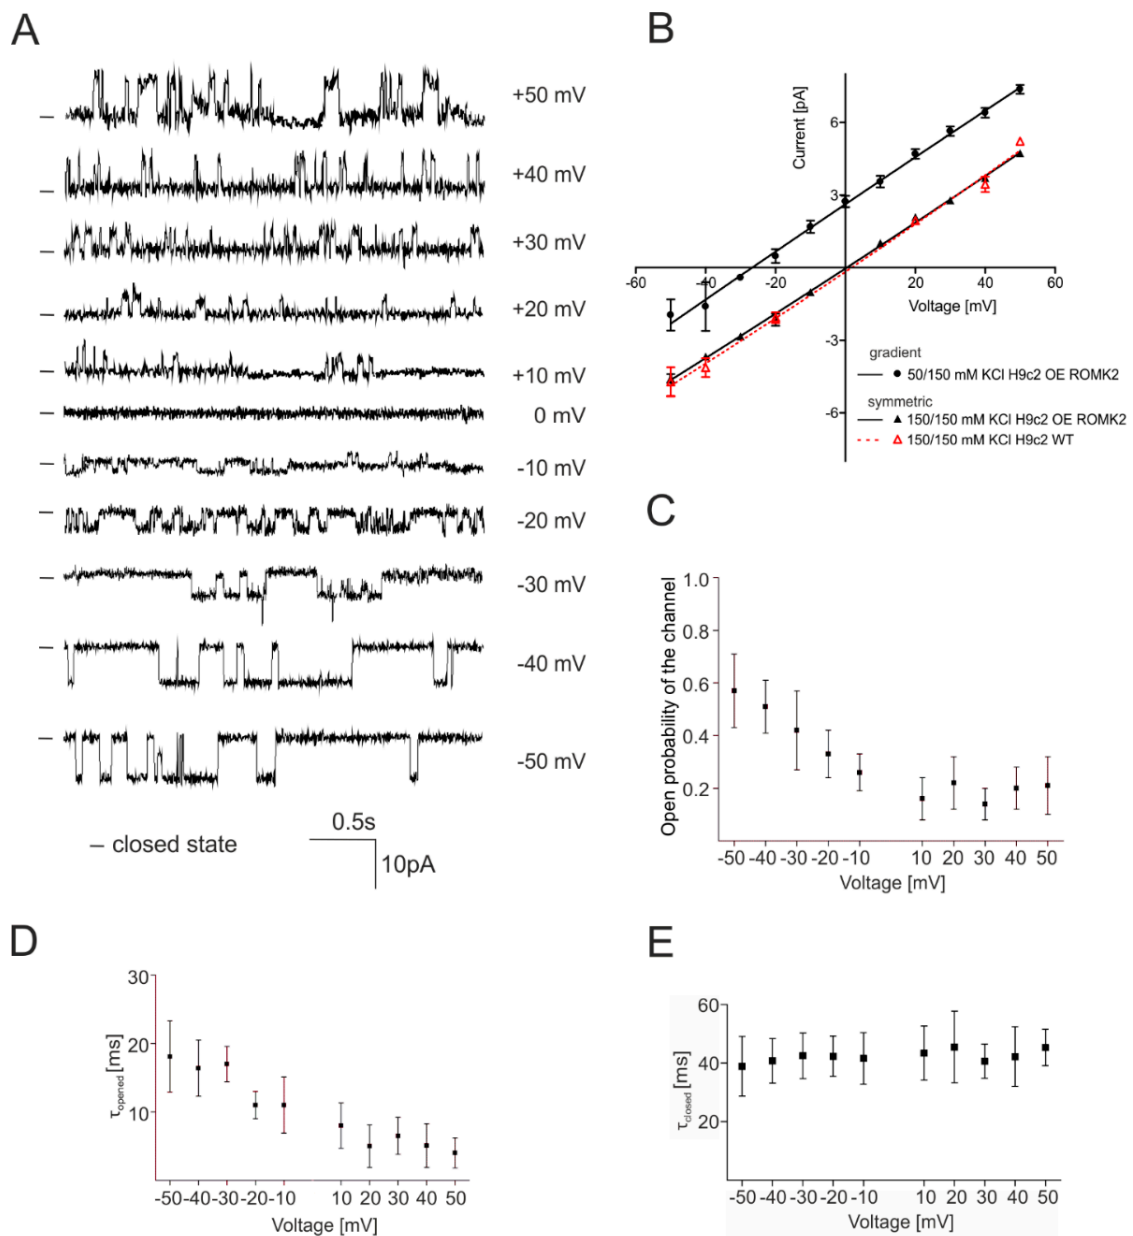 A
+50 mV
+40 mV
+30 mV
+20 mV
+10 mV
0 mV
-10 mV
-20 mV
-30 mV
-40 mV
-50 mV
– closed state
0.5s
10pA
B
Current [pA]
6
3
-3
-6
-60 -40 -20 20 40 60
Voltage [mV]
gradient
50/150 mM KCl H9c2 OE ROMK2
symmetric
150/150 mM KCl H9c2 OE ROMK2
150/150 mM KCl H9c2 WT
C
Open probability of the channel
1.0
0.8
0.6
0.4
0.2
-50 -40 -30 -20 -10 10 20 30 40 50
Voltage [mV]
D
τopened [ms]
30
20
10
-50 -40 -30 -20 -10 10 20 30 40 50
Voltage [mV]
E
τclosed [ms]
60
40
20
-50 -40 -30 -20 -10 10 20 30 40 50
Voltage [mV]